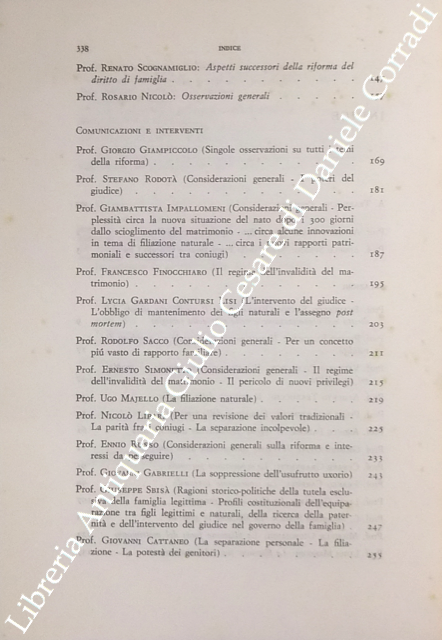 338 INDICE
Prof. RENATO SCOGNAMIGLIO: Aspetti successori della riforma del
diritto di famiglia . . . . . . . . . . .
Prof. ROSARIO NICOLÒ: Osservazioni generali . . . .
COMUNICAZIONI E INTERVENTI
Prof. GIORGIO GIAMPICCOLO (Singole osservazioni su tutti i temi
della riforma) . . . . . . . . . . . . 169
Prof. STEFANO RODOTÀ (Considerazioni generali - I poteri del
giudice) . . . . . . . . . . . . . 181
Prof. GIAMBATTISTA IMPALLOMENI (Considerazioni generali - Per-
plessità circa la nuova situazione del nato dopo i 300 giorni
dallo scioglimento del matrimonio - ... circa alcune innovazioni
in tema di filiazione naturale - ... circa i rapporti patri-
moniali e successori tra coniugi) . . . . . . . 187
Prof. FRANCESCO FINOCCHIARO (Il regime dell'invalidità del ma-
trimonio) . . . . . . . . . . . . 195
Prof. LYCIA GARDANI CONTURSI LISI (L'intervento del giudice -
L'obbligo di mantenimento dei figli naturali e l'assegno post
mortem) . . . . . . . . . . . . . 203
Prof. RODOLFO SACCO (Considerazioni generali - Per un concetto
più vasto di rapporto familiare) . . . . . . . 211
Prof. ERNESTO SIMONETTO (Considerazioni generali - Il regime
dell'invalidità del matrimonio - Il pericolo di nuovi privilegi) 215
Prof. UGO MAJELLO (La filiazione naturale) . . . . . 219
Prof. NICOLÒ LIPARI (Per una revisione dei valori tradizionali -
La parità fra i coniugi - La separazione incolpevole) . . . 225
Prof. ENNIO RUSSO (Considerazioni generali sulla riforma e inte-
ressi da perseguire) . . . . . . . . . . 233
Prof. GIOVANNI GABRIELLI (La soppressione dell'usufrutto uxorio) 243
Prof. GIUSEPPE SBISÀ (Ragioni storico-politiche della tutela esclu-
siva della famiglia legittima - Profili costituzionali dell'equipa-
razione tra figli legittimi e naturali, della ricerca della pater-
nità e dell'intervento del giudice nel governo della famiglia) . 247
Prof. GIOVANNI CATTANEO (La separazione personale - La filia-
zione - La potestà dei genitori) . . . . . . . 255
Libreria Antiquaria Giulio Cesare di Daniele Corradi